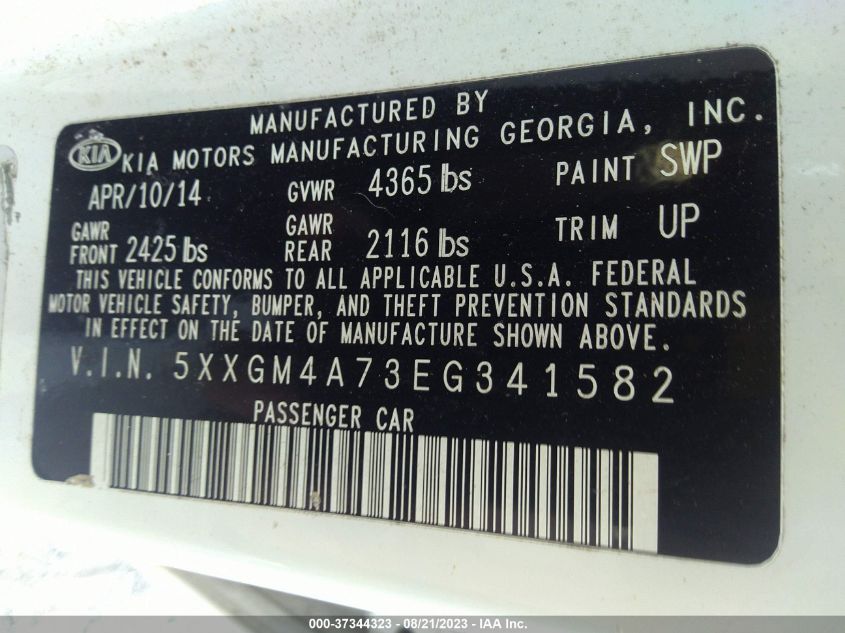 MANUFACTURED BY
KIA KIA MOTORS MANUFACTURING GEORGIA, INC.
APR/10/14 GVWR 4365 lbs PAINT SWP
GAWR FRONT 2425 lbs GAWR REAR 2116 lbs TRIM UP
THIS VEHICLE CONFORMS TO ALL APPLICABLE U.S.A. FEDERAL
MOTOR VEHICLE SAFETY, BUMPER, AND THEFT PREVENTION STANDARDS
IN EFFECT ON THE DATE OF MANUFACTURE SHOWN ABOVE.
V.I.N. 5XXGM4A73EG341582
PASSENGER CAR
000-37344323 - 08/21/2023 - IAA Inc.